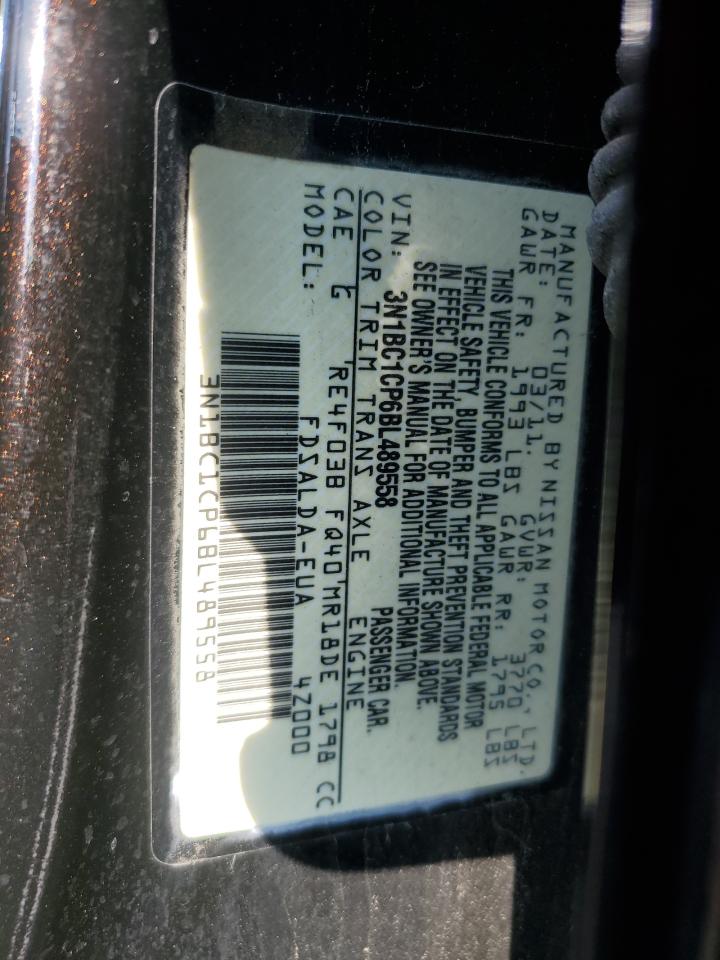 MANUFACTURED BY NISSAN MOTOR CO., LTD.
DATE: 03/11. GVWR: 3770 LBS
GAWR FR: 1993 LBS GAWR RR: 1795 LBS
THIS VEHICLE CONFORMS TO ALL APPLICABLE FEDERAL MOTOR
VEHICLE SAFETY, BUMPER AND THEFT PREVENTION STANDARDS
IN EFFECT ON THE DATE OF MANUFACTURE SHOWN ABOVE.
SEE OWNER'S MANUAL FOR ADDITIONAL INFORMATION.
VIN: 3N1BC1CP6BL489558 PASSENGER CAR.
COLOR TRIM TRANS AXLE ENGINE
CAE G RE4F03B FQ40 MR18DE 1798 CC
MODEL: FDSALDA-EUA 4Z000
3N1BC1CP6BL489558